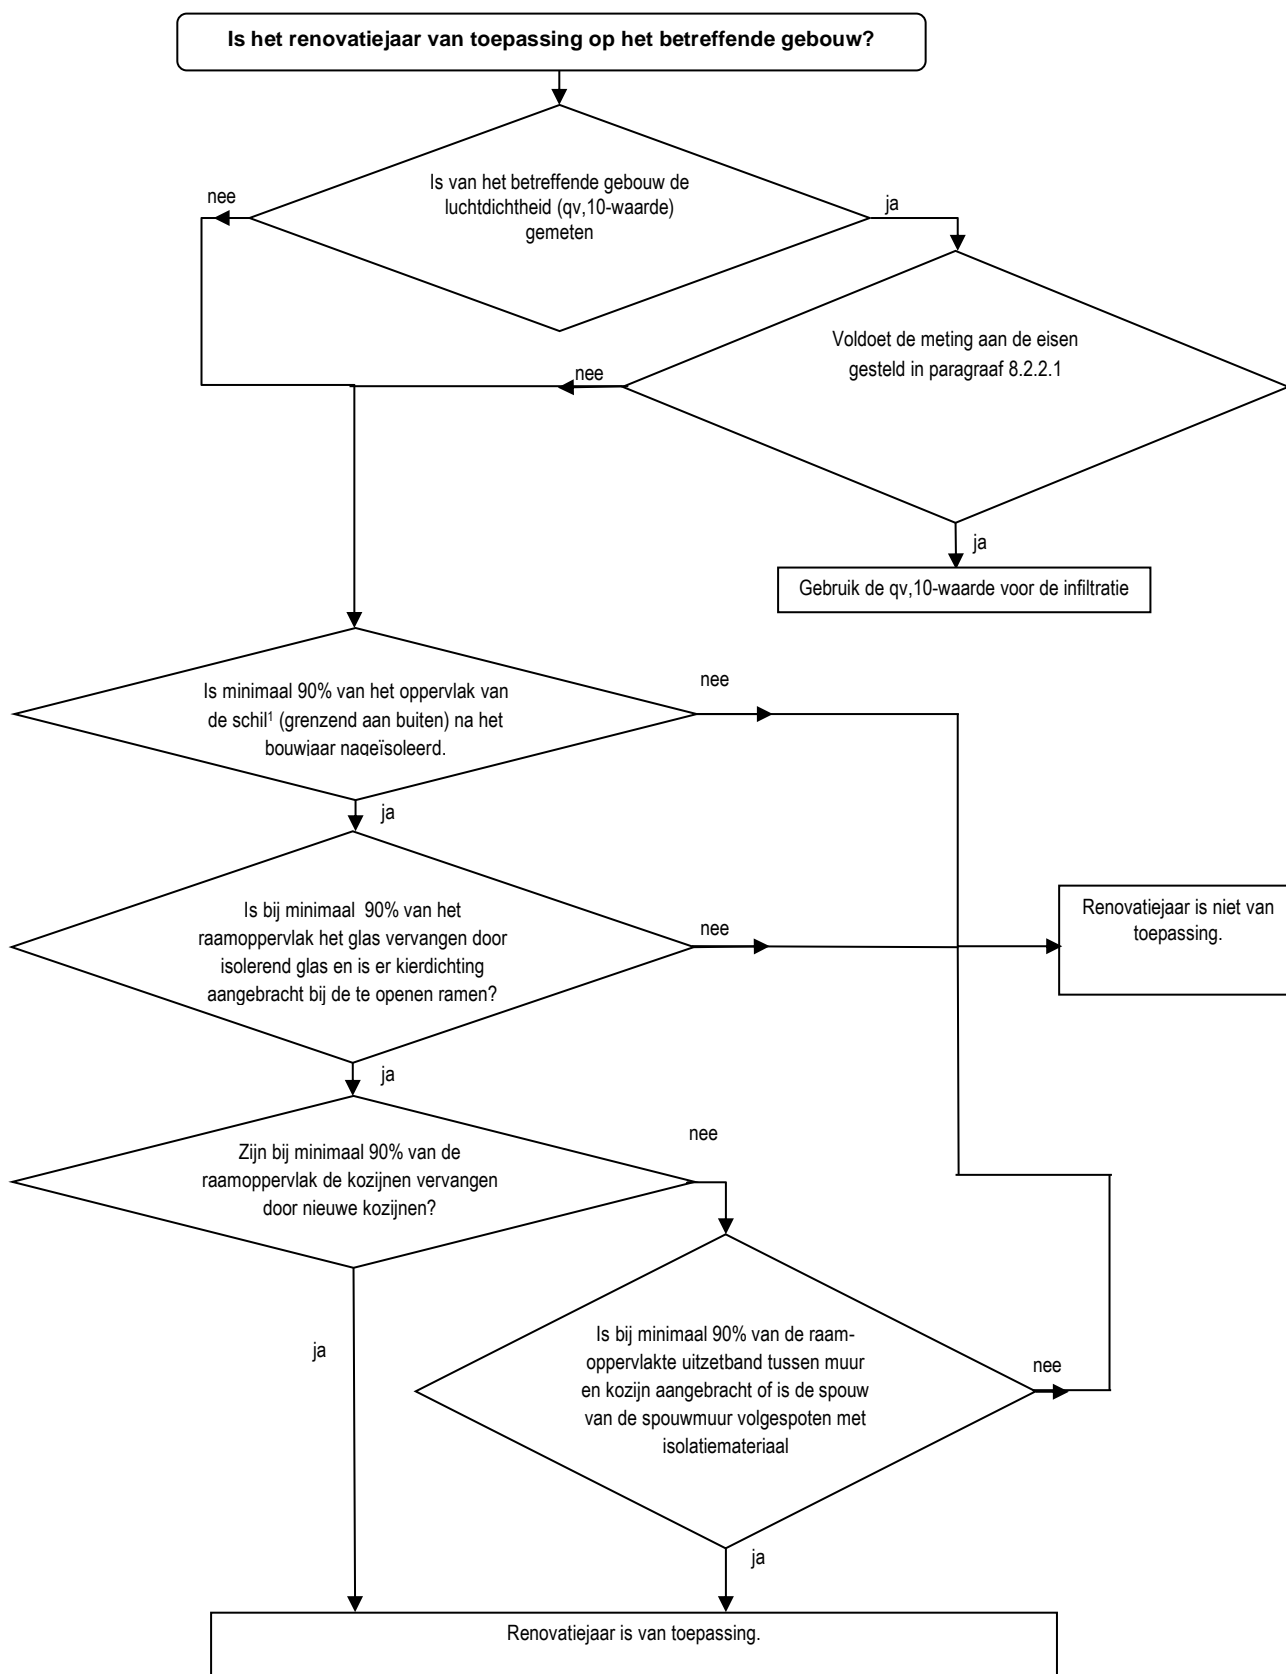 Is het renovatiejaar van toepassing op het betreffende gebouw?
nee
Is van het betreffende gebouw de
luchtdichtheid (qv,10-waarde)
gemeten
ja
Voldoet de meting aan de eisen
gesteld in paragraaf 8.2.2.1
nee
ja
Gebruik de qv,10-waarde voor de infiltratie
Is minimaal 90% van het oppervlak van
de schil¹ (grenzend aan buiten) na het
bouwjaar nageïsoleerd.
nee
ja
Is bij minimaal 90% van het
raamoppervlak het glas vervangen door
isolerend glas en is er kierdichting
aangebracht bij de te openen ramen?
nee
Renovatiejaar is niet van
toepassing.
ja
Zijn bij minimaal 90% van de
raamoppervlak de kozijnen vervangen
door nieuwe kozijnen?
nee
ja
Is bij minimaal 90% van de raam-
oppervlakte uitzetband tussen muur
en kozijn aangebracht of is de spouw
van de spouwmuur volgespoten met
isolatiemateriaal
nee
ja
Renovatiejaar is van toepassing.